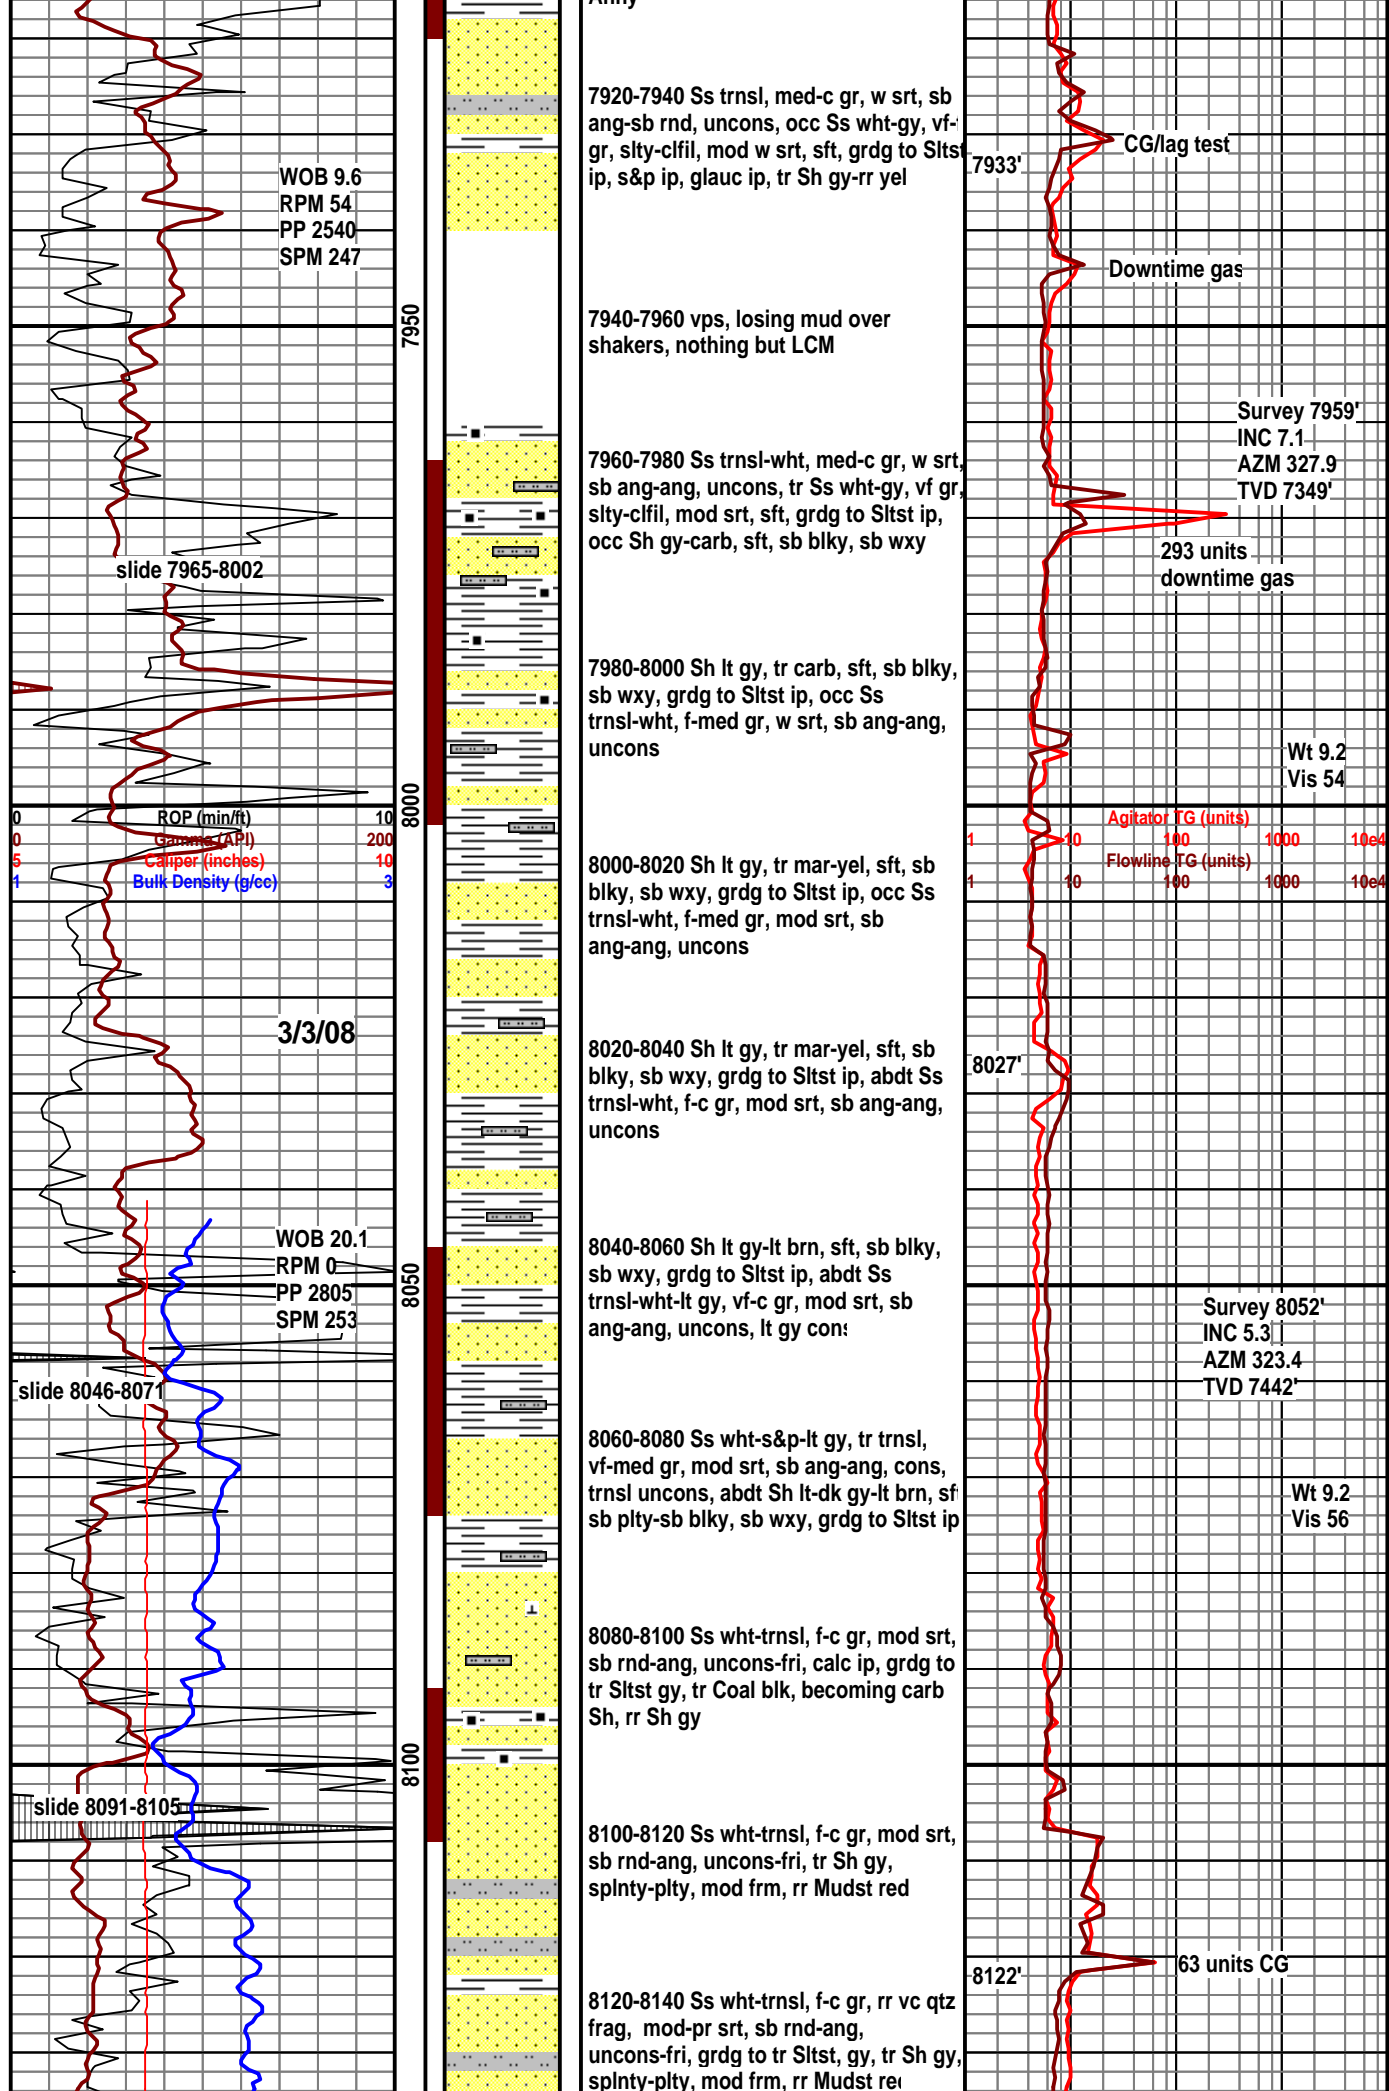 7920-7940 Ss trnsl, med-c gr, w srt, sb
ang-sb rnd, uncons, occ Ss wht-gy, vf-
gr, slty-clfil, mod w srt, sft, grdg to Sltst
ip, s&p ip, glauc ip, tr Sh gy-rr yel
CG/lag test
7933'
WOB 9.6
RPM 54
PP 2540
SPM 247
Downtime gas
7950
7940-7960 vps, losing mud over
shakers, nothing but LCM
Survey 7959'
INC 7.1
AZM 327.9
TVD 7349'
7960-7980 Ss trnsl-wht, med-c gr, w srt,
sb ang-ang, uncons, tr Ss wht-gy, vf gr,
slty-clfil, mod srt, sft, grdg to Sltst ip,
occ Sh gy-carb, sft, sb blky, sb wxy
293 units
downtime gas
slide 7965-8002
7980-8000 Sh lt gy, tr carb, sft, sb blky,
sb wxy, grdg to Sltst ip, occ Ss
trnsl-wht, f-med gr, w srt, sb ang-ang,
uncons
Wt 9.2
Vis 54
8000
0 ROP (min/ft) 10
0 Gamma (API) 200
5 Caliper (inches) 10
1 Bulk Density (g/cc) 3
Agitator TG (units)
1 10 100 1000 10e4
Flowline TG (units)
1 10 100 1000 10e4
8000-8020 Sh lt gy, tr mar-yel, sft, sb
blky, sb wxy, grdg to Sltst ip, occ Ss
trnsl-wht, f-med gr, mod srt, sb
ang-ang, uncons
3/3/08
8020-8040 Sh lt gy, tr mar-yel, sft, sb
blky, sb wxy, grdg to Sltst ip, abdt Ss
trnsl-wht, f-c gr, mod srt, sb ang-ang,
uncons
8027'
WOB 20.1
RPM 0
PP 2805
SPM 253
8050
8040-8060 Sh lt gy-lt brn, sft, sb blky,
sb wxy, grdg to Sltst ip, abdt Ss
trnsl-wht-lt gy, vf-c gr, mod srt, sb
ang-ang, uncons, lt gy cons
Survey 8052'
INC 5.3
AZM 323.4
TVD 7442'
slide 8046-8071
8060-8080 Ss wht-s&p-lt gy, tr trnsl,
vf-med gr, mod srt, sb ang-ang, cons,
trnsl uncons, abdt Sh lt-dk gy-lt brn, sft
sb plty-sb blky, sb wxy, grdg to Sltst ip
Wt 9.2
Vis 56
8080-8100 Ss wht-trnsl, f-c gr, mod srt,
sb rnd-ang, uncons-fri, calc ip, grdg to
tr Sltst gy, tr Coal blk, becoming carb
Sh, rr Sh gy
8100
slide 8091-8105
8100-8120 Ss wht-trnsl, f-c gr, mod srt,
sb rnd-ang, uncons-fri, tr Sh gy,
splnty-plty, mod frm, rr Mudst red
63 units CG
8122'
8120-8140 Ss wht-trnsl, f-c gr, rr vc qtz
frag, mod-pr srt, sb rnd-ang,
uncons-fri, grdg to tr Sltst, gy, tr Sh gy,
splnty-plty, mod frm, rr Mudst red